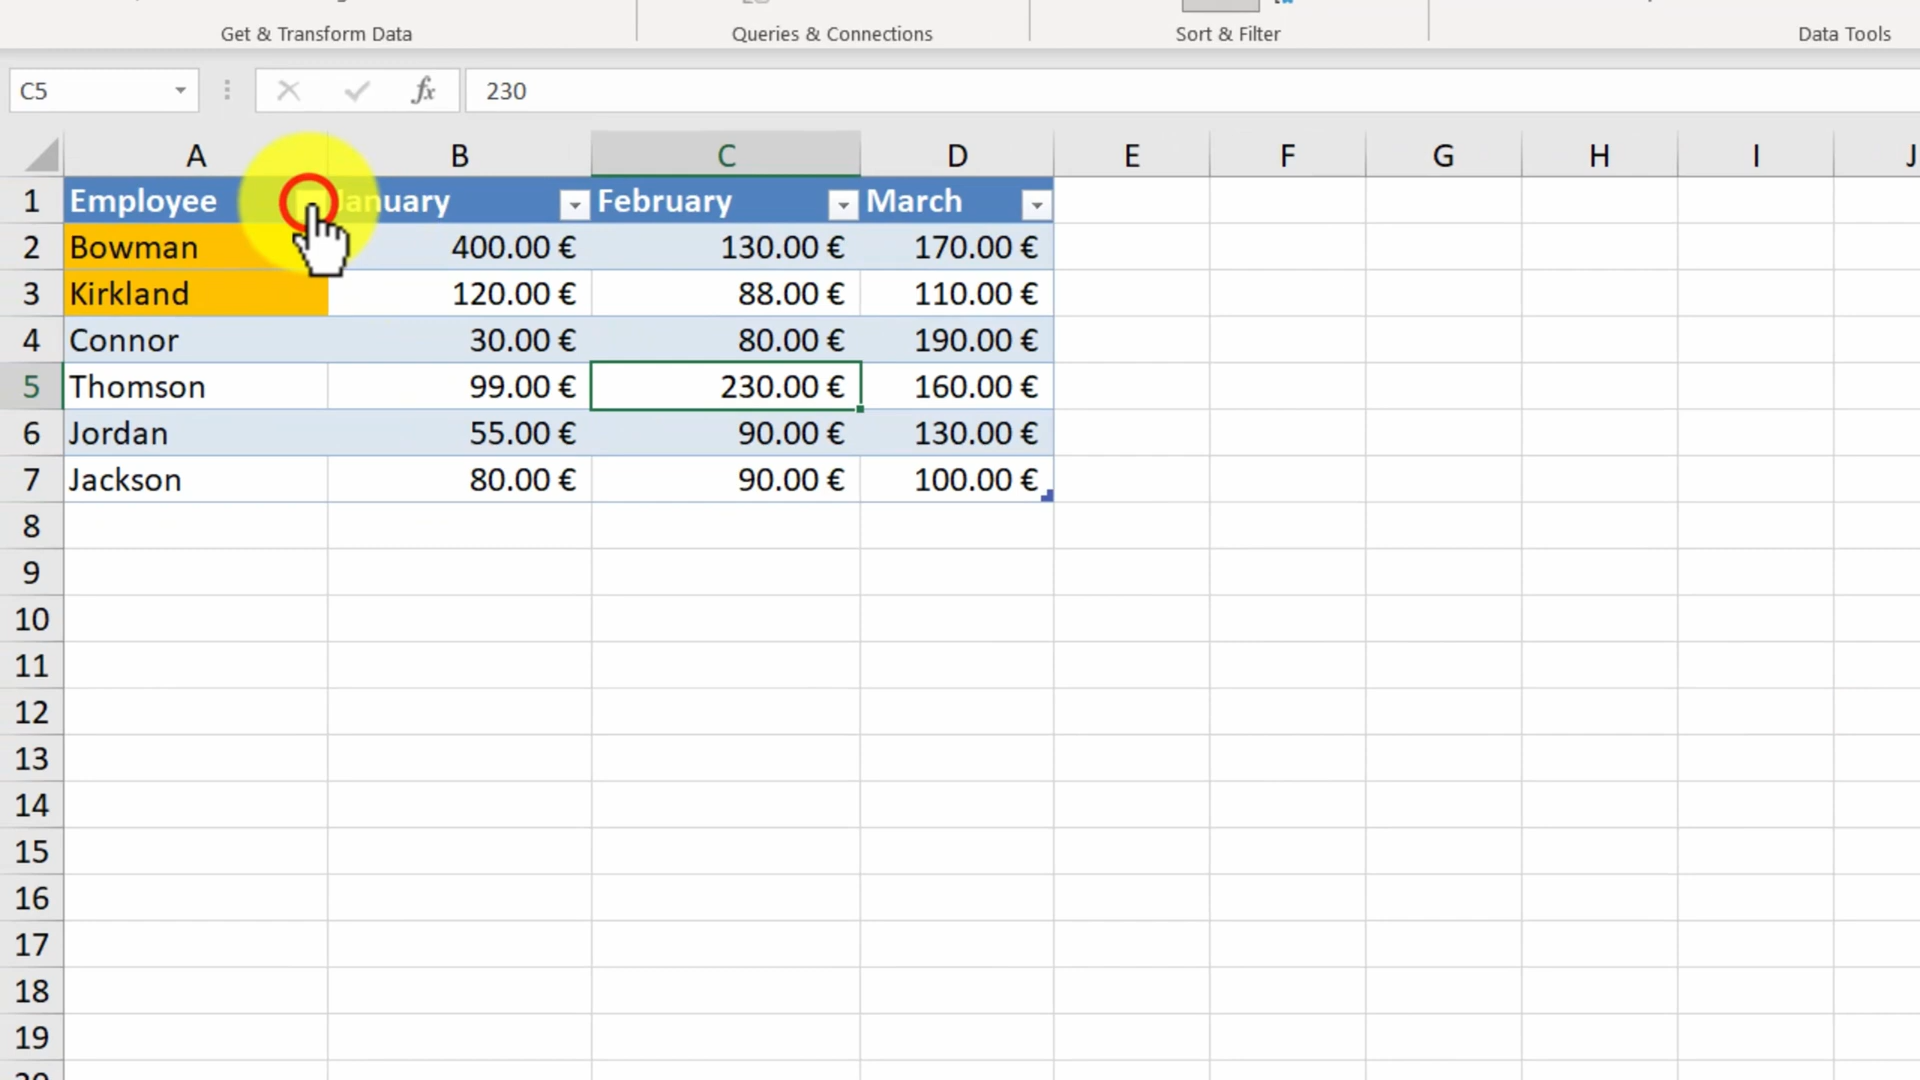 Get & Transform Data Queries & Connections Sort & Filter Data Tools
C5 fx 230
A B C D E F G H I J
1 Employee January February March
2 Bowman 400.00 € 130.00 € 170.00 €
3 Kirkland 120.00 € 88.00 € 110.00 €
4 Connor 30.00 € 80.00 € 190.00 €
5 Thomson 99.00 € 230.00 € 160.00 €
6 Jordan 55.00 € 90.00 € 130.00 €
7 Jackson 80.00 € 90.00 € 100.00 €
8
9
10
11
12
13
14
15
16
17
18
19
20